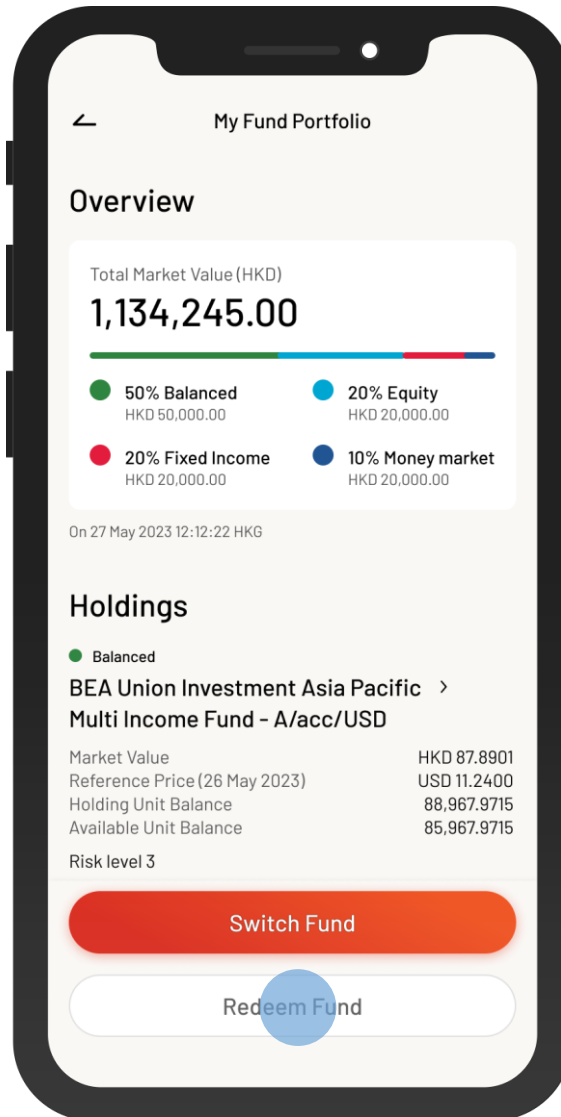 My Fund Portfolio
Overview
Total Market Value (HKD)
1,134,245.00
50% Balanced
HKD 50,000.00
20% Equity
HKD 20,000.00
20% Fixed Income
HKD 20,000.00
10% Money market
HKD 20,000.00
On 27 May 2023 12:12:22 HKG
Holdings
Balanced
BEA Union Investment Asia Pacific >
Multi Income Fund - A/acc/USD
Market Value HKD 87.8901
Reference Price (26 May 2023) USD 11.2400
Holding Unit Balance 88,967.9715
Available Unit Balance 85,967.9715
Risk level 3
Switch Fund
Redeem Fund